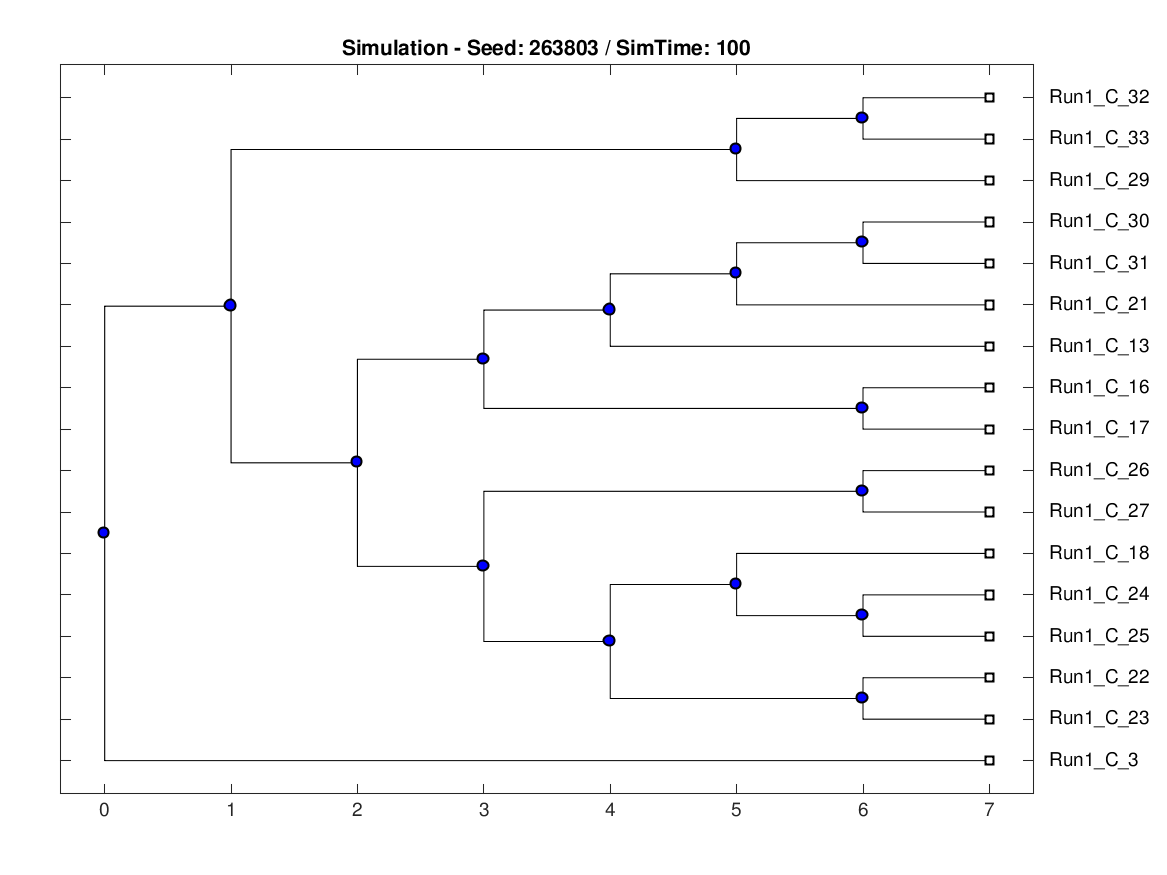 Simulation - Seed: 263803 / SimTime: 100
Run1_C_32
Run1_C_33
Run1_C_29
Run1_C_30
Run1_C_31
Run1_C_21
Run1_C_13
Run1_C_16
Run1_C_17
Run1_C_26
Run1_C_27
Run1_C_18
Run1_C_24
Run1_C_25
Run1_C_22
Run1_C_23
Run1_C_3
0 1 2 3 4 5 6 7